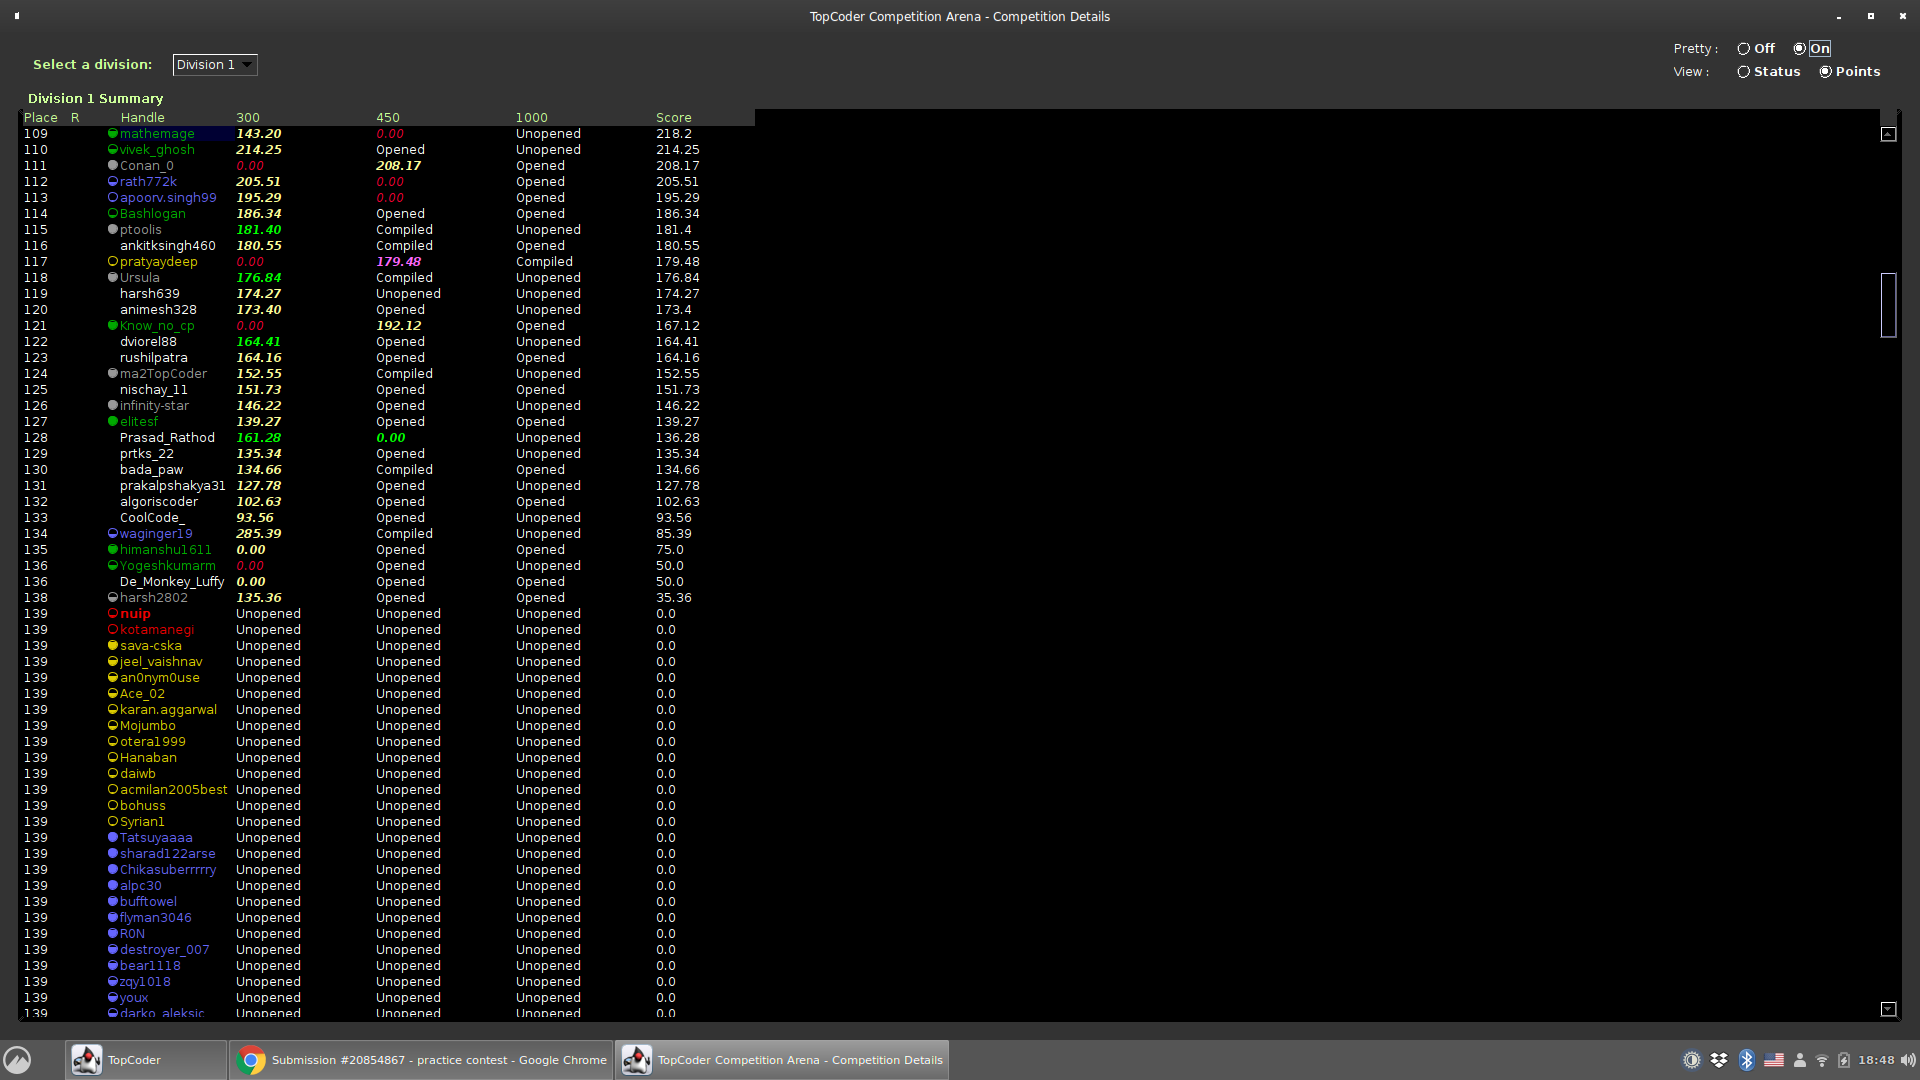 TopCoder Competition Arena - Competition Details
Pretty : Off On
Select a division: Division 1
View : Status Points
Division 1 Summary
Place R Handle 300 450 1000 Score
109 mathemage 143.20 0.00 Unopened 218.2
110 vivek_ghosh 214.25 Opened Unopened 214.25
111 Conan_0 0.00 208.17 Opened 208.17
112 rath772k 205.51 0.00 Opened 205.51
113 apoorv.singh99 195.29 0.00 Opened 195.29
114 Bashlogan 186.34 Opened Opened 186.34
115 ptoolis 181.40 Compiled Unopened 181.4
116 ankitksingh460 180.55 Compiled Opened 180.55
117 pratyaydeep 0.00 179.48 Compiled 179.48
118 Ursula 176.84 Compiled Unopened 176.84
119 harsh639 174.27 Unopened Unopened 174.27
120 animesh328 173.40 Opened Unopened 173.4
121 Know_no_cp 0.00 192.12 Opened 167.12
122 dviorel88 164.41 Opened Unopened 164.41
123 rushilpatra 164.16 Opened Opened 164.16
124 ma2TopCoder 152.55 Compiled Unopened 152.55
125 nischay_11 151.73 Opened Opened 151.73
126 infinity-star 146.22 Opened Unopened 146.22
127 elitesf 139.27 Opened Opened 139.27
128 Prasad_Rathod 161.28 0.00 Unopened 136.28
129 prtks_22 135.34 Opened Unopened 135.34
130 bada_paw 134.66 Compiled Opened 134.66
131 prakalpshakya31 127.78 Opened Unopened 127.78
132 algoriscoder 102.63 Opened Opened 102.63
133 CoolCode_ 93.56 Opened Unopened 93.56
134 waginger19 285.39 Compiled Unopened 85.39
135 himanshu1611 0.00 Opened Opened 75.0
136 Yogeshkumarm 0.00 Opened Unopened 50.0
136 De_Monkey_Luffy 0.00 Opened Opened 50.0
138 harsh2802 135.36 Opened Opened 35.36
139 nuip Unopened Unopened Unopened 0.0
139 kotamanegi Unopened Unopened Unopened 0.0
139 sava-cska Unopened Unopened Unopened 0.0
139 jeel_vaishnav Unopened Unopened Unopened 0.0
139 an0nym0use Unopened Unopened Unopened 0.0
139 Ace_02 Unopened Unopened Unopened 0.0
139 karan.aggarwal Unopened Unopened Unopened 0.0
139 Mojumbo Unopened Unopened Unopened 0.0
139 otera1999 Unopened Unopened Unopened 0.0
139 Hanaban Unopened Unopened Unopened 0.0
139 daiwb Unopened Unopened Unopened 0.0
139 acmilan2005best Unopened Unopened Unopened 0.0
139 bohuss Unopened Unopened Unopened 0.0
139 Syrian1 Unopened Unopened Unopened 0.0
139 Tatsuyaaaa Unopened Unopened Unopened 0.0
139 sharad122arse Unopened Unopened Unopened 0.0
139 Chikasuberrrrry Unopened Unopened Unopened 0.0
139 alpc30 Unopened Unopened Unopened 0.0
139 bufftowel Unopened Unopened Unopened 0.0
139 flyman3046 Unopened Unopened Unopened 0.0
139 R0N Unopened Unopened Unopened 0.0
139 destroyer_007 Unopened Unopened Unopened 0.0
139 bear1118 Unopened Unopened Unopened 0.0
139 zqy1018 Unopened Unopened Unopened 0.0
139 youx Unopened Unopened Unopened 0.0
139 darko_aleksic Unopened Unopened Unopened 0.0
TopCoder
Submission #20854867 - practice contest - Google Chrome
TopCoder Competition Arena - Competition Details
18:48